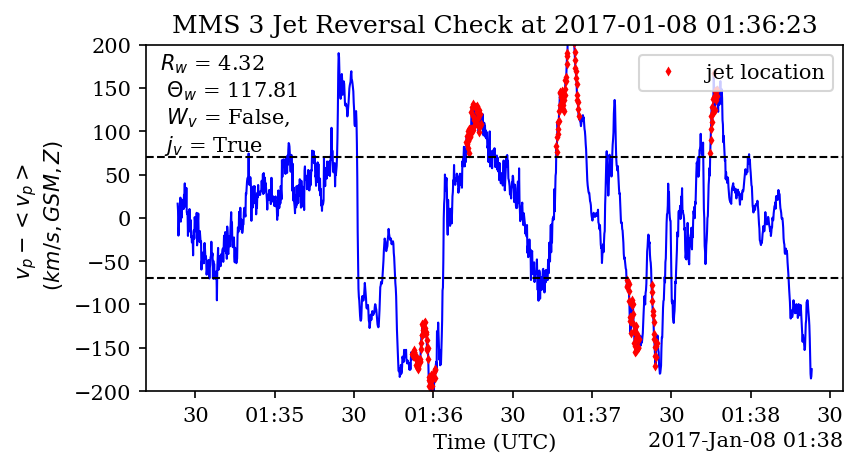 MMS 3 Jet Reversal Check at 2017-01-08 01:36:23
R_w = 4.32
Θ_w = 117.81
W_v = False,
j_v = True
jet location
200
150
100
50
0
−50
−100
−150
−200
v_p − < v_p >
(km/s, GSM, Z)
30 01:35 30 01:36 30 01:37 30 01:38 30
Time (UTC)
2017-Jan-08 01:38